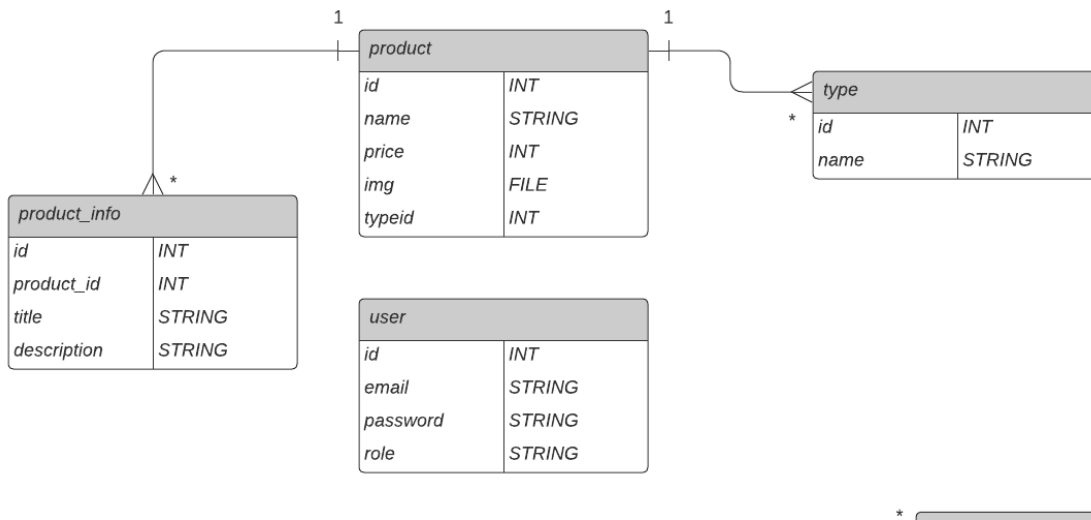 1
product
id INT
name STRING
price INT
img FILE
typeid INT
1
*
type
id INT
name STRING
*
product_info
id INT
product_id INT
title STRING
description STRING
user
id INT
email STRING
password STRING
role STRING
*